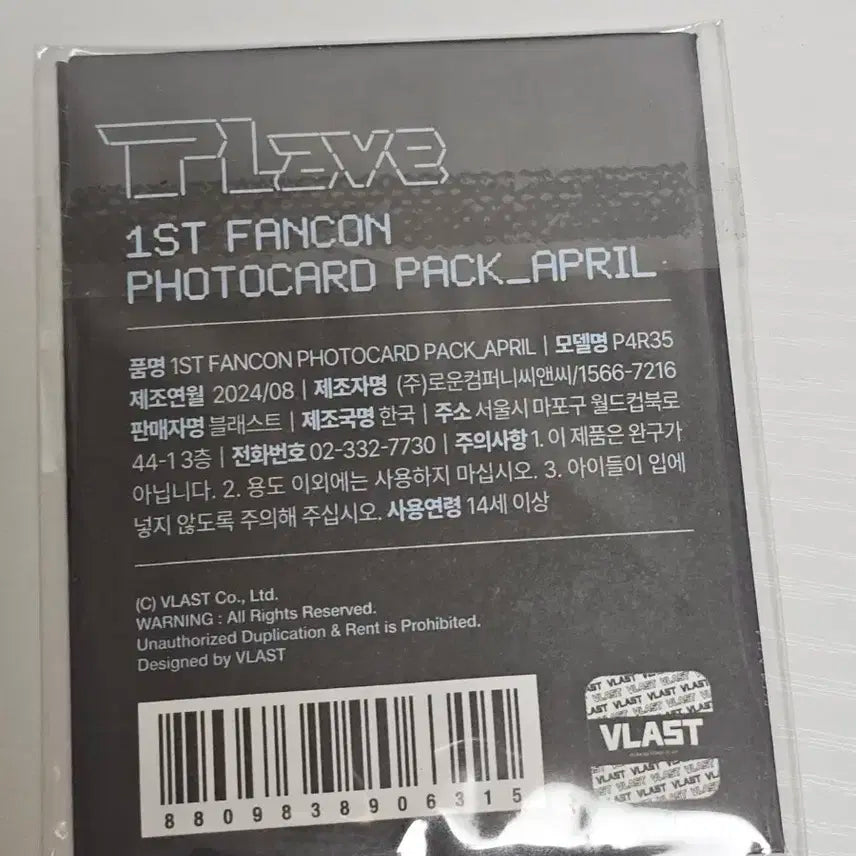 PLave
1ST FANCON
PHOTOCARD PACK_APRIL
품명 1ST FANCON PHOTOCARD PACK_APRIL | 모델명 P4R35
제조연월 2024/08 | 제조자명 (주)로운컴퍼니씨앤씨/1566-7216
판매자명 블래스트 | 제조국명 한국 | 주소 서울시 마포구 월드컵북로
44-1 3층 | 전화번호 02-332-7730 | 주의사항 1. 이 제품은 완구가
아닙니다. 2. 용도 이외에는 사용하지 마십시오. 3. 아이들이 입에
넣지 않도록 주의해 주십시오. 사용연령 14세 이상
(C) VLAST Co., Ltd.
WARNING : All Rights Reserved.
Unauthorized Duplication & Rent is Prohibited.
Designed by VLAST
8809838906315
VLAST